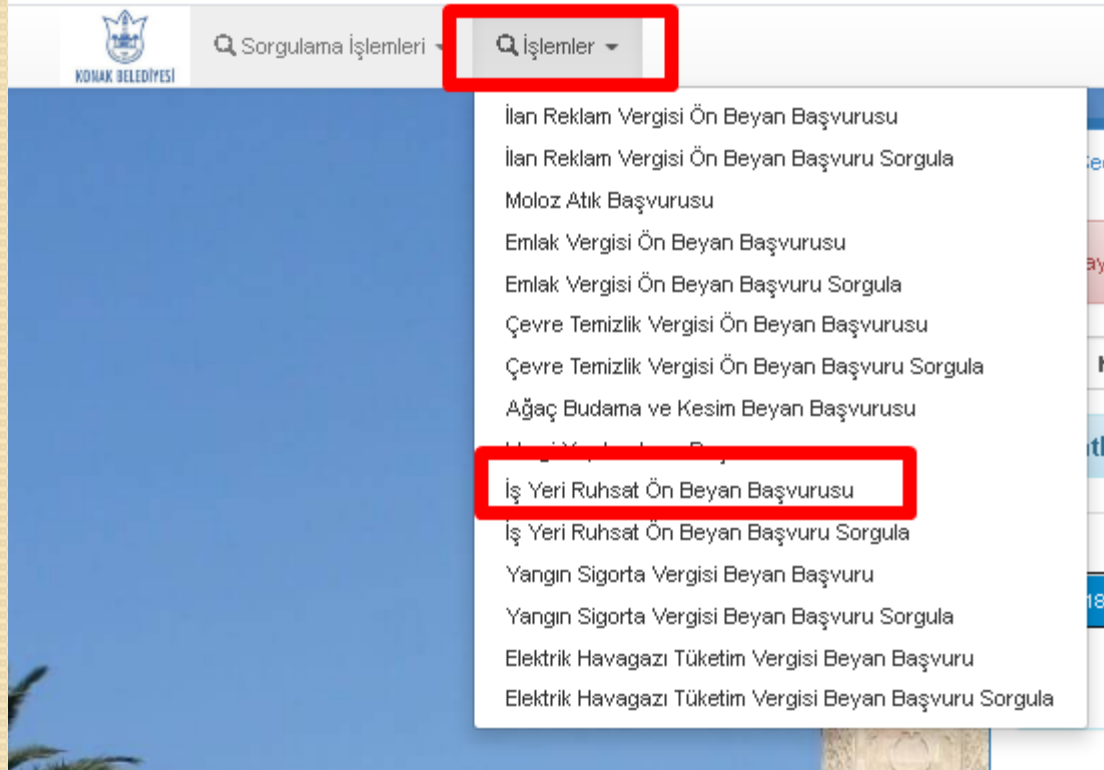 KONAK BELEDİYESİ
Sorgulama İşlemleri
İşlemler
İlan Reklam Vergisi Ön Beyan Başvurusu
İlan Reklam Vergisi Ön Beyan Başvuru Sorgula
Moloz Atık Başvurusu
Emlak Vergisi Ön Beyan Başvurusu
Emlak Vergisi Ön Beyan Başvuru Sorgula
Çevre Temizlik Vergisi Ön Beyan Başvurusu
Çevre Temizlik Vergisi Ön Beyan Başvuru Sorgula
Ağaç Budama ve Kesim Beyan Başvurusu
İş Yeri Ruhsat Ön Beyan Başvurusu
İş Yeri Ruhsat Ön Beyan Başvuru Sorgula
Yangın Sigorta Vergisi Beyan Başvuru
18
Yangın Sigorta Vergisi Beyan Başvuru Sorgula
Elektrik Havagazı Tüketim Vergisi Beyan Başvuru
Elektrik Havagazı Tüketim Vergisi Beyan Başvuru Sorgula